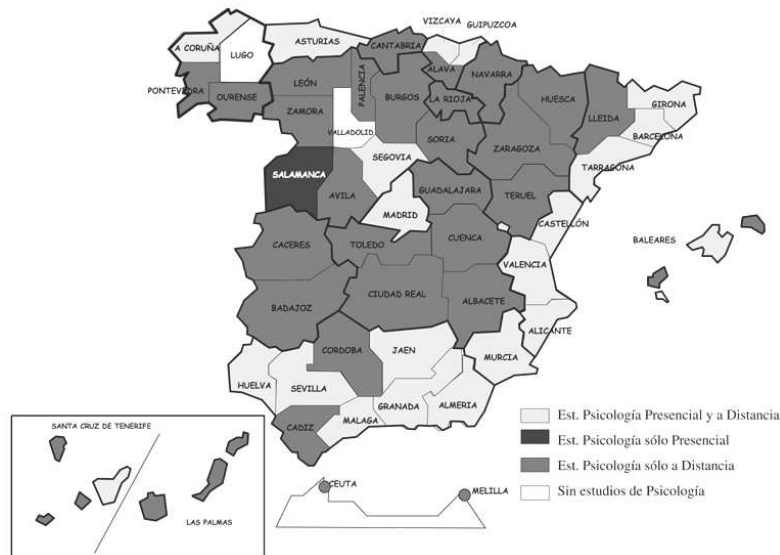 VIZCAYA
GUIPUZCOA
A CORUÑA
LUGO
ASTURIAS
CANTABRIA
ALAVA
NAVARRA
PONTEVEDRA
OURENSE
LEÓN
PALENCIA
BURGOS
LA RIOJA
HUESCA
LLEIDA
GIRONA
ZAMORA
VALLADOLID
SORIA
ZARAGOZA
BARCELONA
TARRAGONA
SEGOVIA
SALAMANCA
AVILA
GUADALAJARA
TERUEL
MADRID
CASTELLÓN
CACERES
TOLEDO
CUENCA
BALEARES
VALENCIA
BADAJOZ
CIUDAD REAL
ALBACETE
ALICANTE
CORDOBA
JAEN
MURCIA
HUELVA
SEVILLA
GRANADA
ALMERIA
CADIZ
MALAGA
SANTA CRUZ DE TENERIFE
LAS PALMAS
CEUTA
MELILLA
Est. Psicología Presencial y a Distancia
Est. Psicología sólo Presencial
Est. Psicología sólo a Distancia
Sin estudios de Psicología